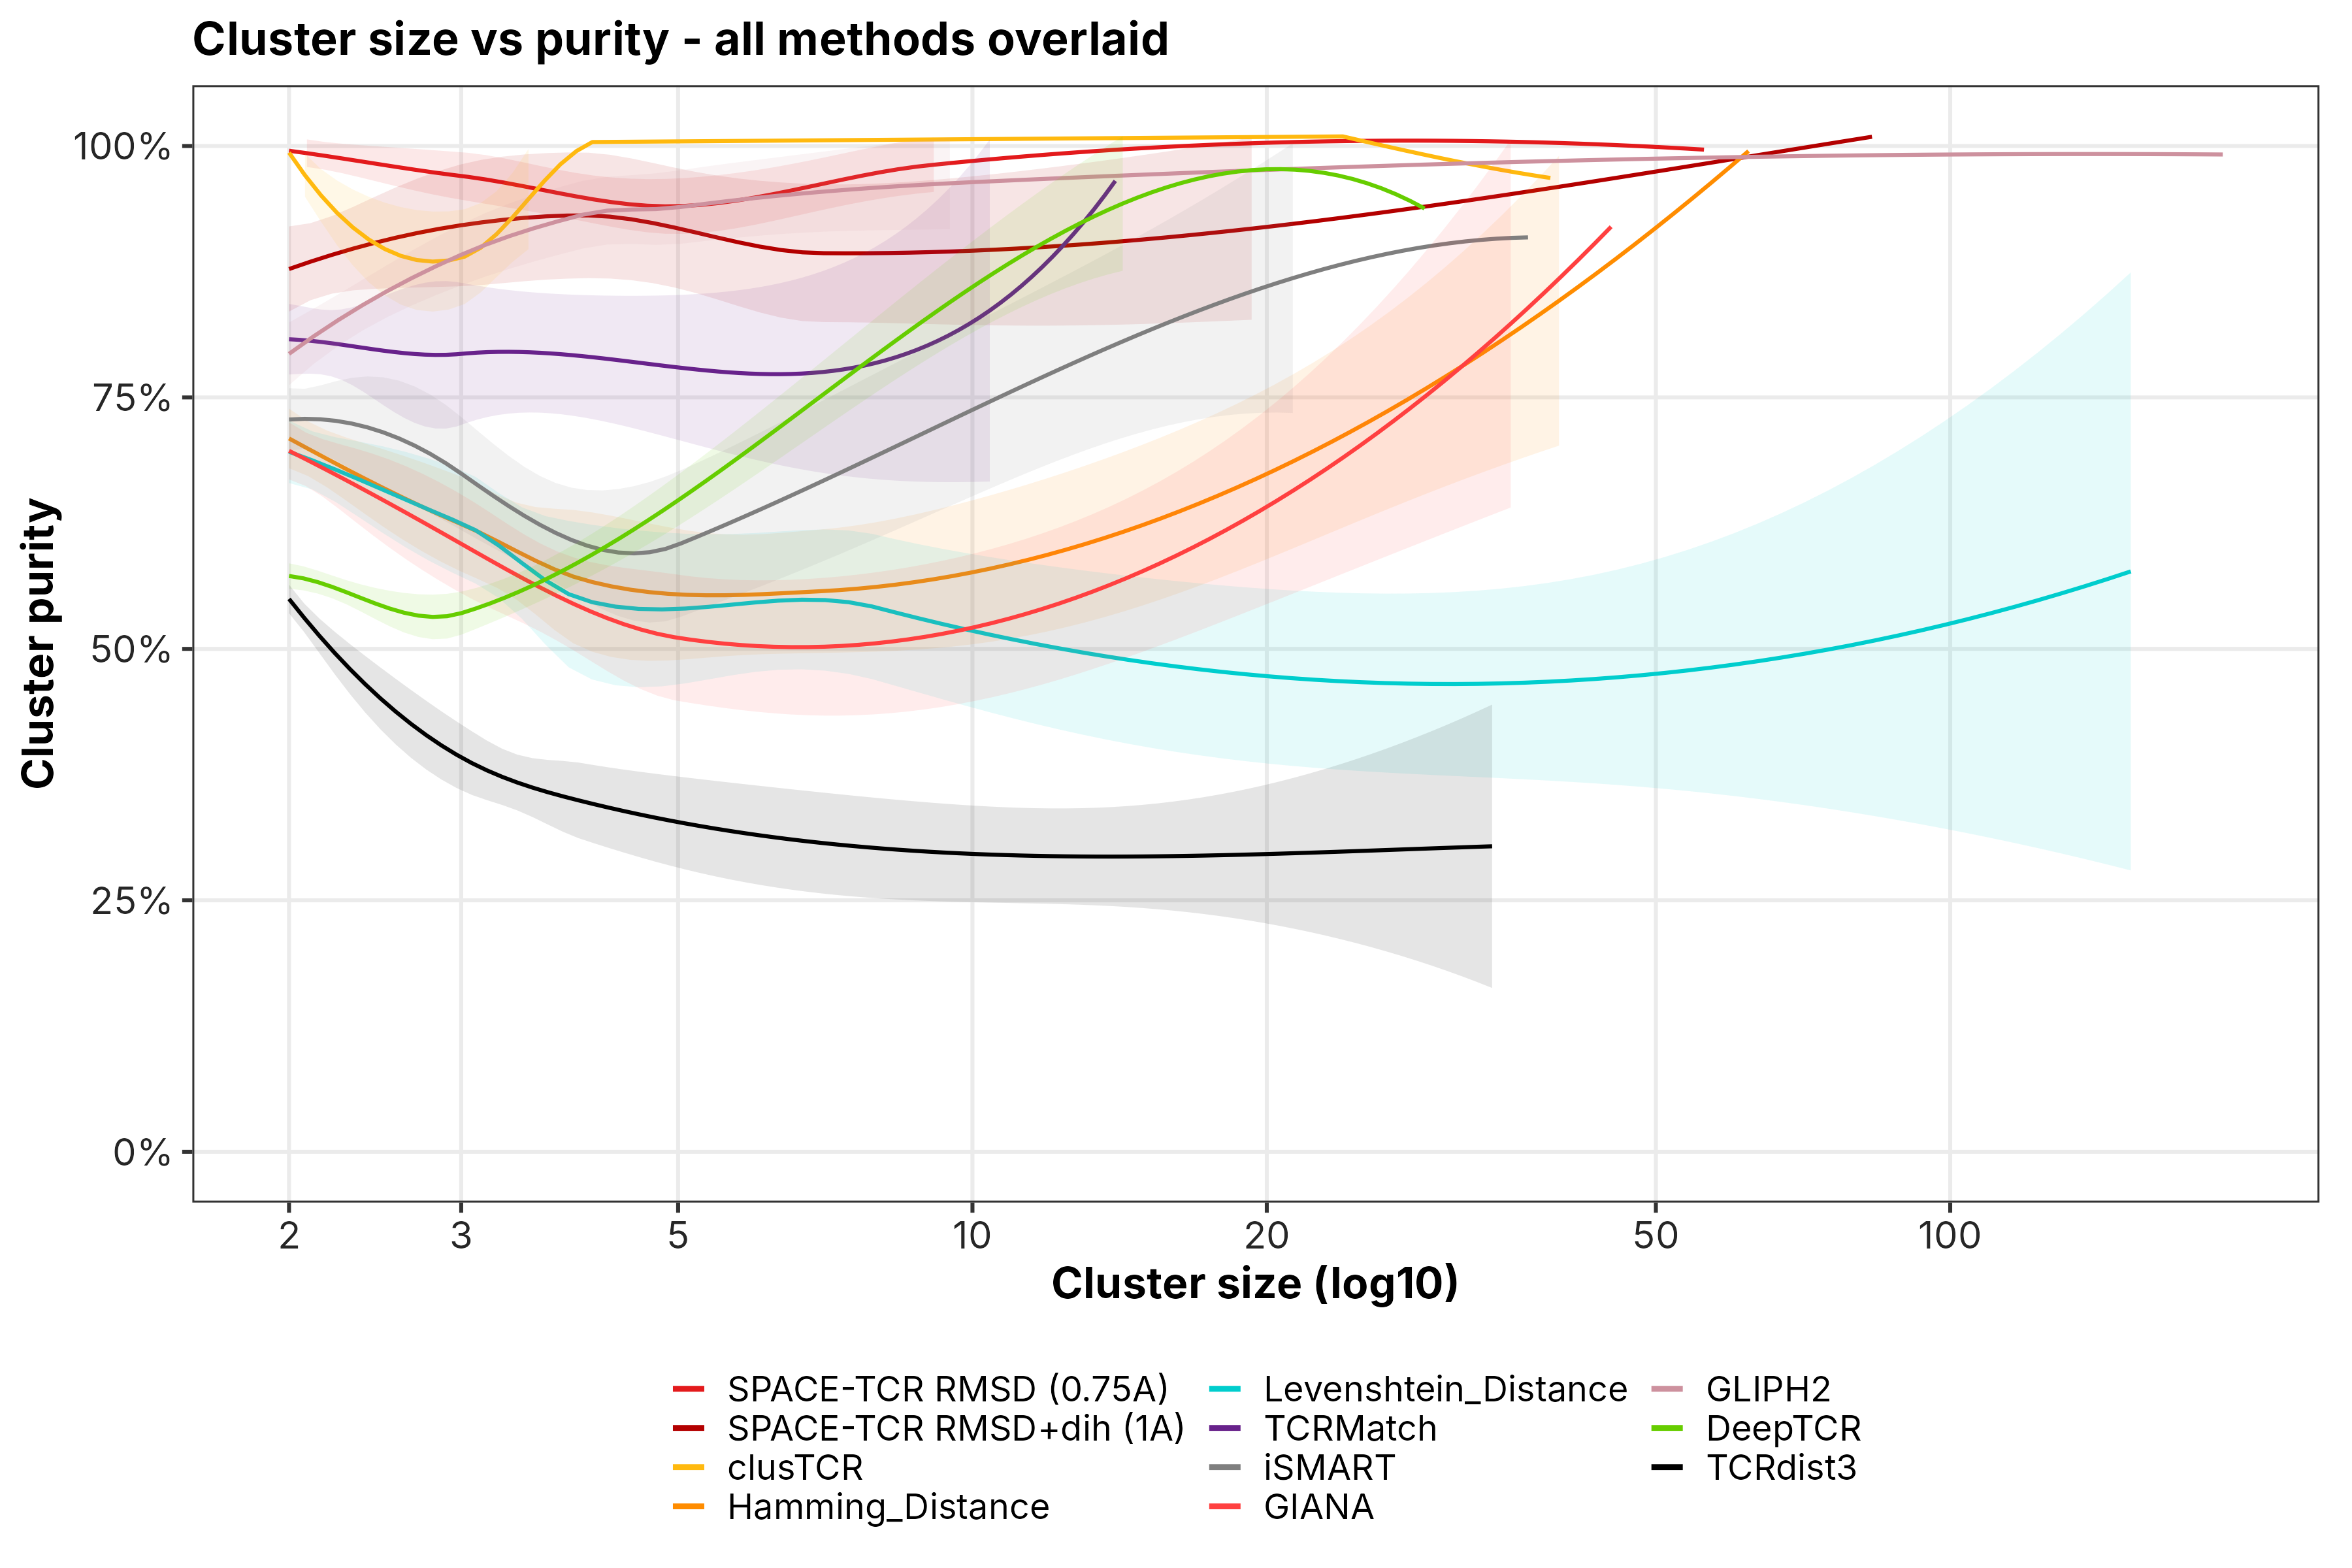 Cluster size vs purity - all methods overlaid
100%
75%
50%
25%
0%
Cluster purity
2 3 5 10 20 50 100
Cluster size (log10)
SPACE-TCR RMSD (0.75A) Levenshtein_Distance GLIPH2
SPACE-TCR RMSD+dih (1A) TCRMatch DeepTCR
clusTCR iSMART TCRdist3
Hamming_Distance GIANA